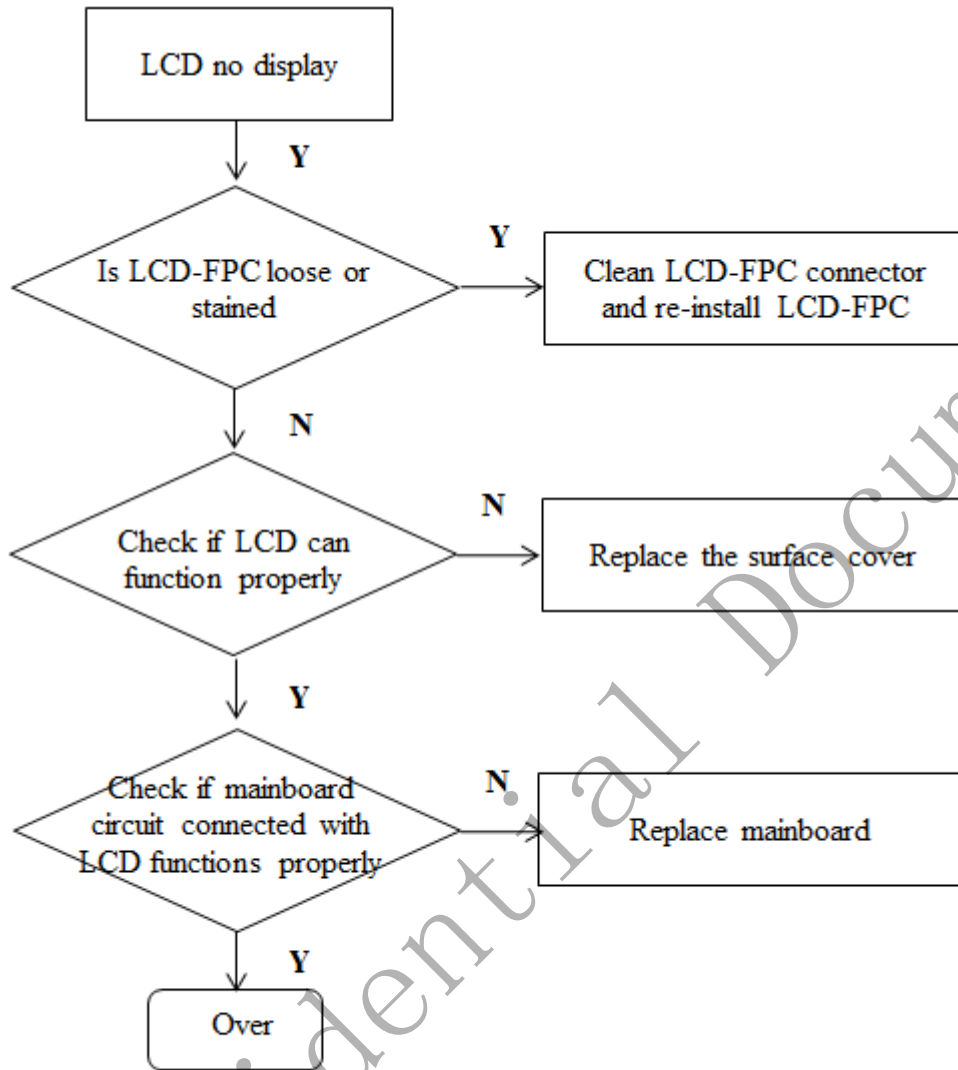 LCD no display
Y
Is LCD-FPC loose or
stained
Y
Clean LCD-FPC connector
and re-install LCD-FPC
N
Check if LCD can
function properly
N
Replace the surface cover
Y
Check if mainboard
circuit connected with
LCD functions properly
N
Replace mainboard
Y
Over